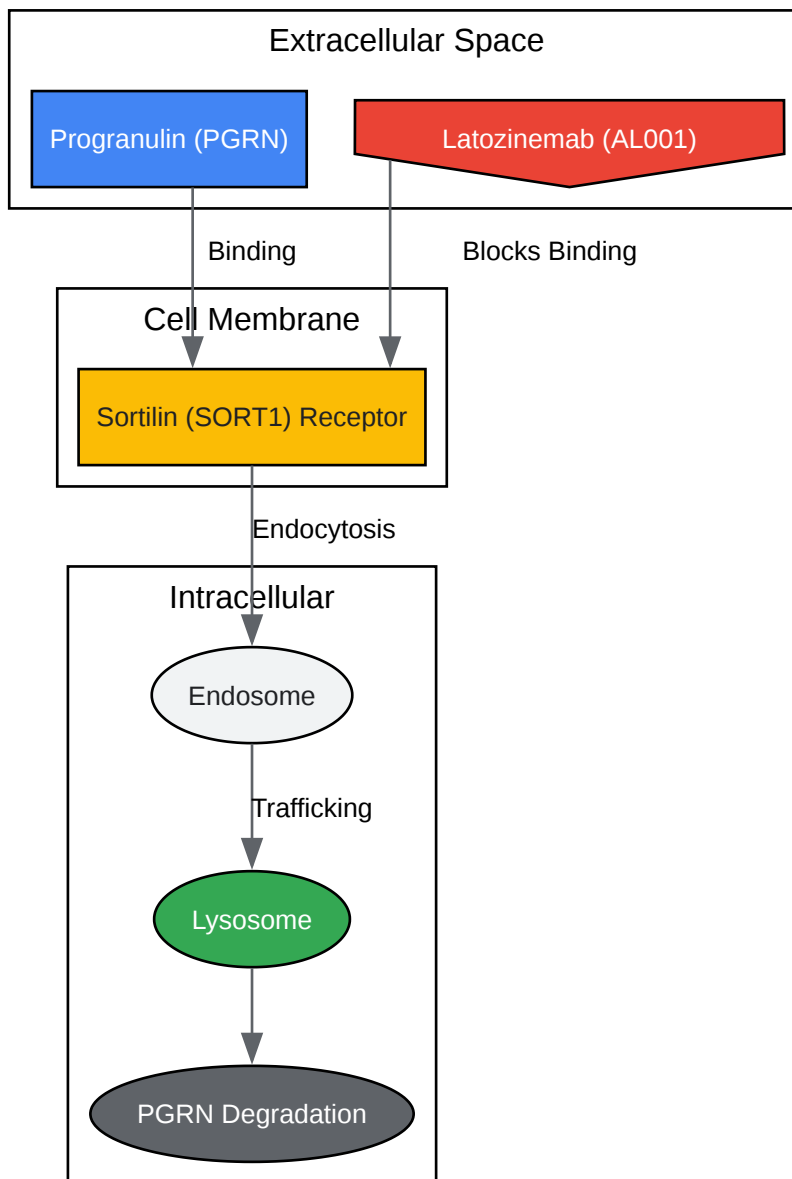 Extracellular Space
Progranulin (PGRN)
Latozinemab (AL001)
Binding
Blocks Binding
Cell Membrane
Sortilin (SORT1) Receptor
Endocytosis
Intracellular
Endosome
Trafficking
Lysosome
PGRN Degradation